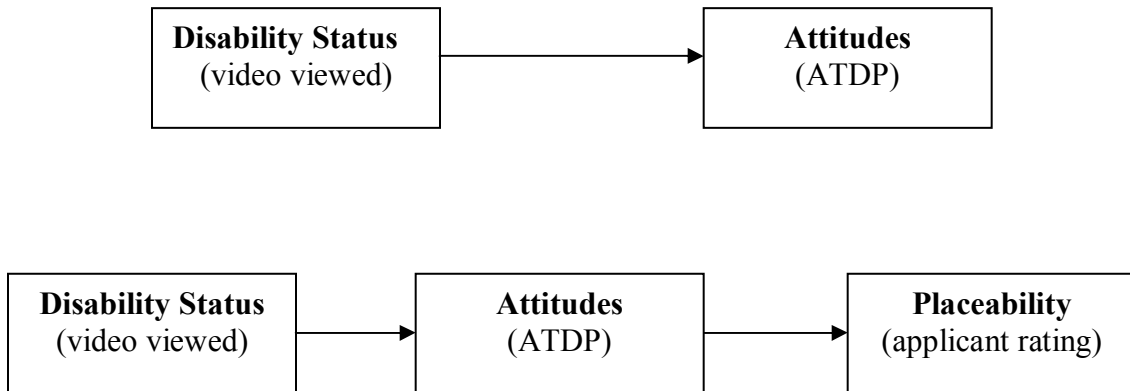 Disability Status
(video viewed)
Attitudes
(ATDP)
Disability Status
(video viewed)
Attitudes
(ATDP)
Placeability
(applicant rating)